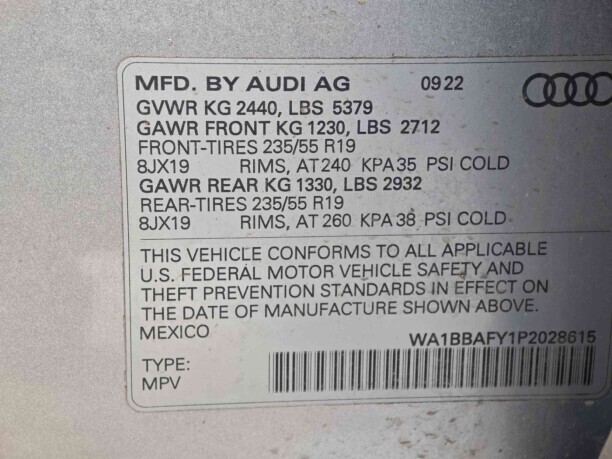 MFD. BY AUDI AG 09 22
GVWR KG 2440, LBS 5379
GAWR FRONT KG 1230, LBS 2712
FRONT-TIRES 235/55 R19
8JX19 RIMS, AT 240 KPA 35 PSI COLD
GAWR REAR KG 1330, LBS 2932
REAR-TIRES 235/55 R19
8JX19 RIMS, AT 260 KPA 38 PSI COLD
THIS VEHICLE CONFORMS TO ALL APPLICABLE
U.S. FEDERAL MOTOR VEHICLE SAFETY AND
THEFT PREVENTION STANDARDS IN EFFECT ON
THE DATE OF MANUFACTURE SHOWN ABOVE.
MEXICO WA1BBAFY1P2028615
TYPE:
MPV